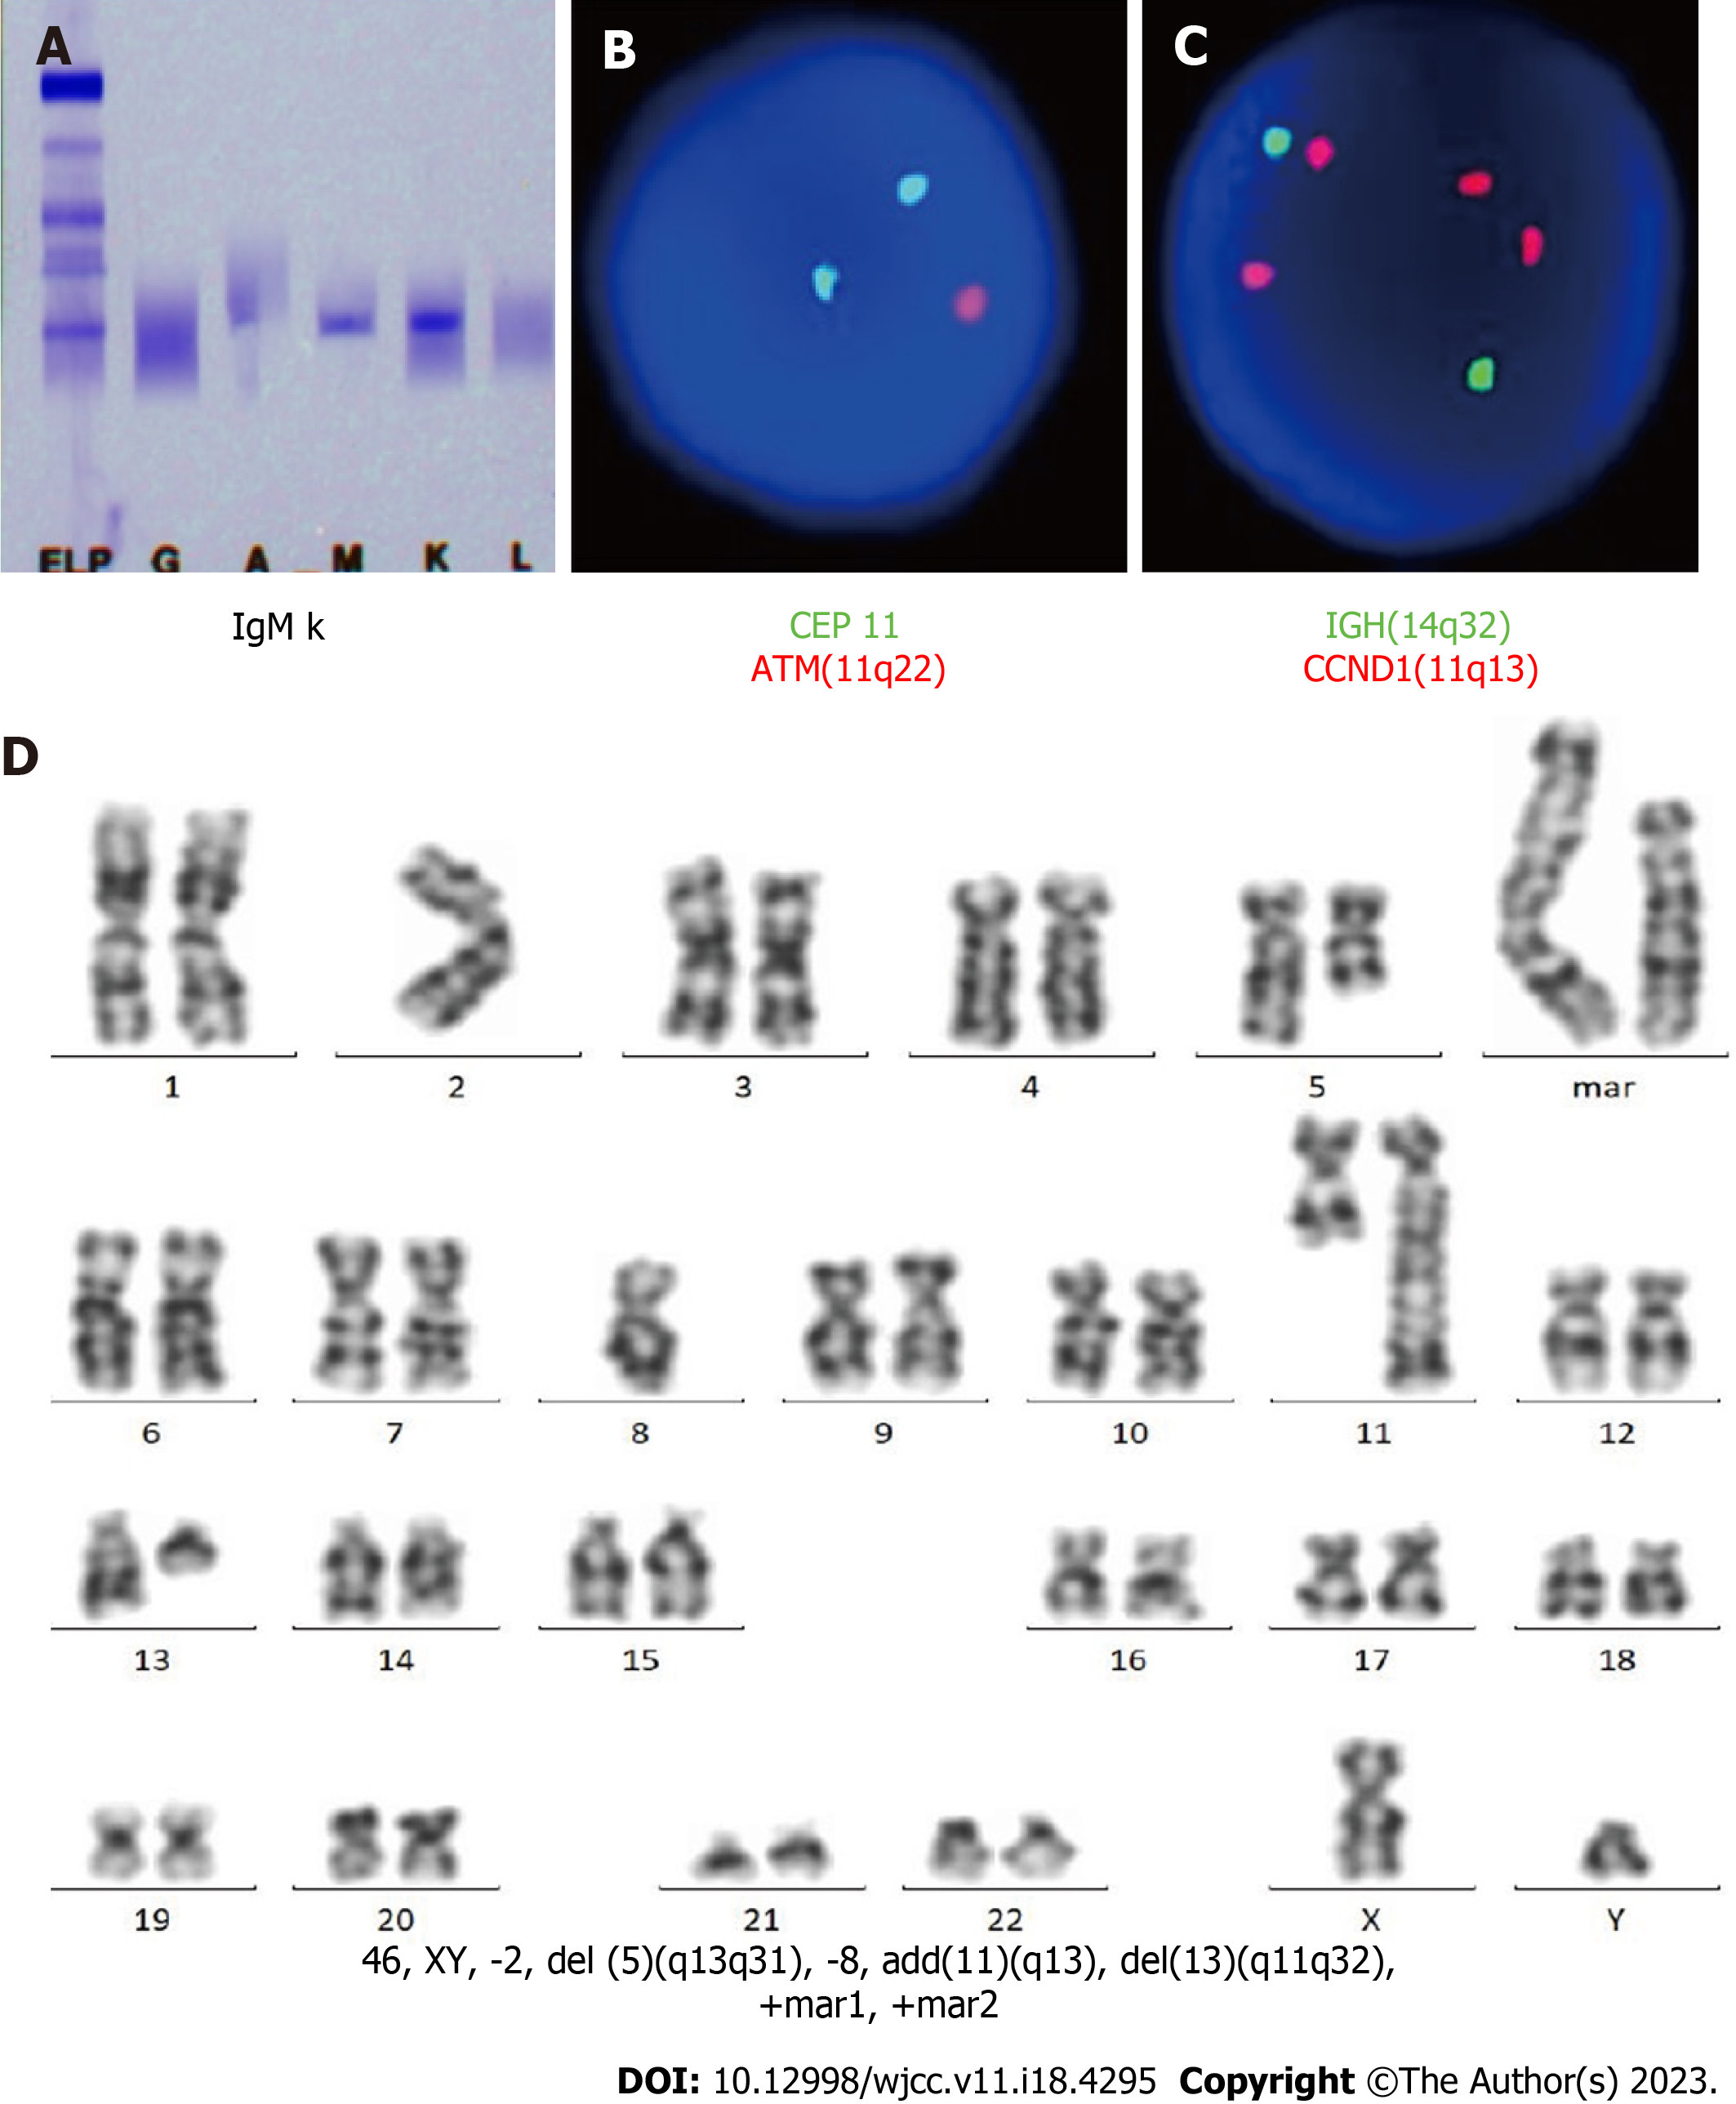 A
B
C
ELP G A M K L
IgM k
CEP 11
ATM(11q22)
IGH(14q32)
CCND1(11q13)
D
1 2 3 4 5 mar
6 7 8 9 10 11 12
13 14 15 16 17 18
19 20 21 22 X Y
46, XY, -2, del (5)(q13q31), -8, add(11)(q13), del(13)(q11q32),
+mar1, +mar2
DOI: 10.12998/wjcc.v11.i18.4295 Copyright ©The Author(s) 2023.